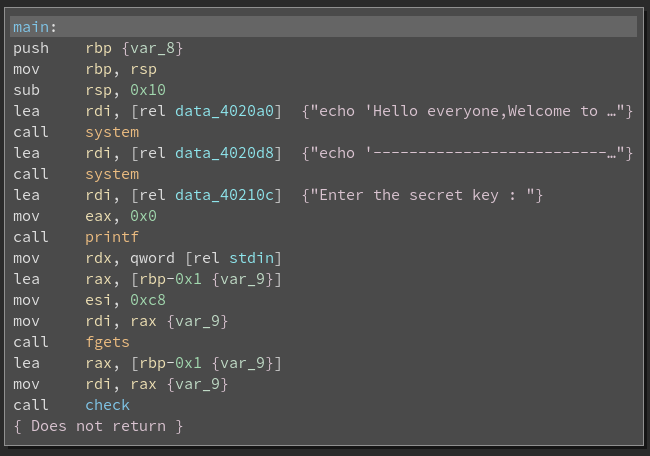 main:
push rbp {var_8}
mov rbp, rsp
sub rsp, 0x10
lea rdi, [rel data_4020a0] {"echo 'Hello everyone,Welcome to …"}
call system
lea rdi, [rel data_4020d8] {"echo '--------------------------…"}
call system
lea rdi, [rel data_40210c] {"Enter the secret key : "}
mov eax, 0x0
call printf
mov rdx, qword [rel stdin]
lea rax, [rbp-0x1 {var_9}]
mov esi, 0xc8
mov rdi, rax {var_9}
call fgets
lea rax, [rbp-0x1 {var_9}]
mov rdi, rax {var_9}
call check
{ Does not return }